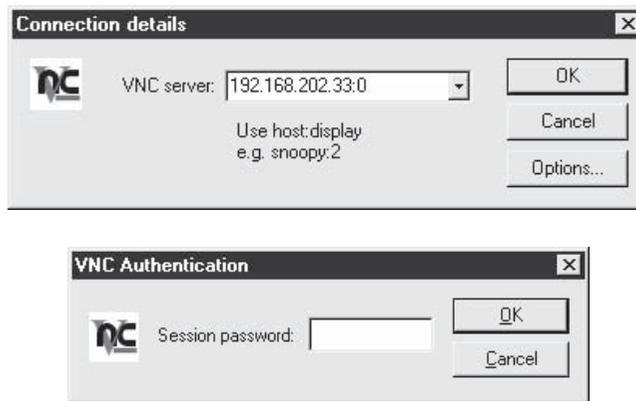 Connection details
VNC server: 192.168.202.33:0
Use host:display
e.g. snoopy:2
OK
Cancel
Options...
VNC Authentication
Session password:
OK
Cancel